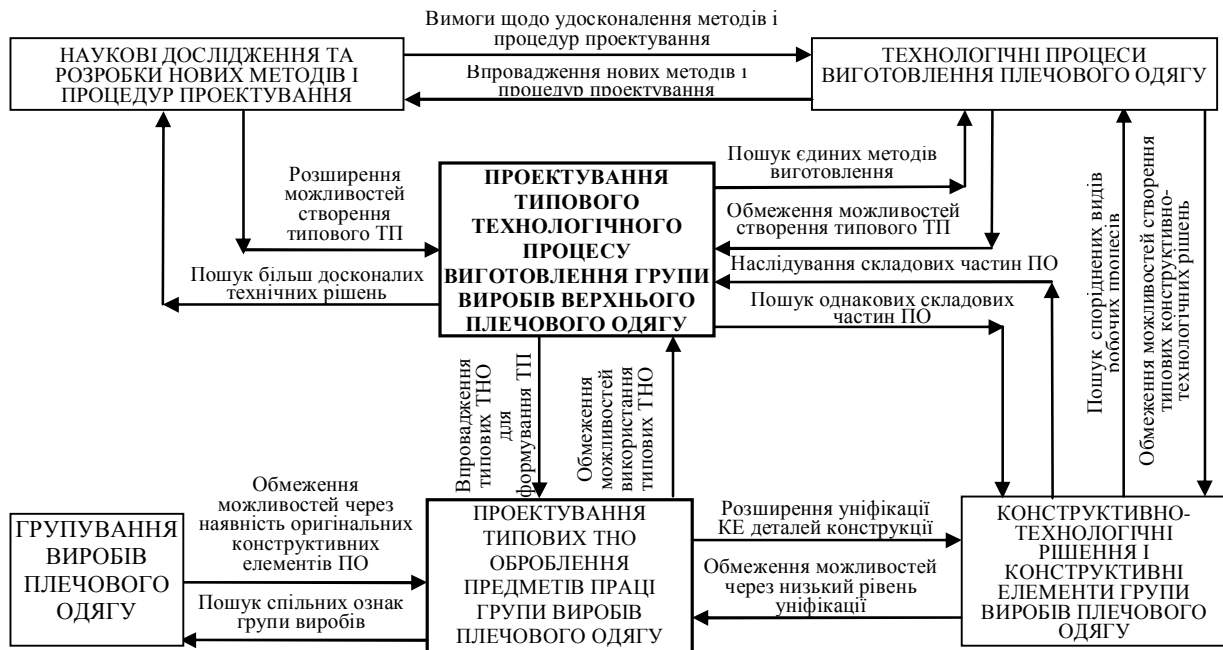 Вимоги щодо удосконалення методів і
процедур проектування
НАУКОВІ ДОСЛІДЖЕННЯ ТА
РОЗРОБКИ НОВИХ МЕТОДІВ І
ПРОЦЕДУР ПРОЕКТУВАННЯ
ТЕХНОЛОГІЧНІ ПРОЦЕСИ
ВИГОТОВЛЕННЯ ПЛЕЧОВОГО ОДЯГУ
Впровадження нових методів і
процедур проектування
Розширення
можливостей
створення
типового ТП
Пошук більш досконалих
технічних рішень
ПРОЕКТУВАННЯ
ТИПОВОГО
ТЕХНОЛОГІЧНОГО
ПРОЦЕСУ
ВИГОТОВЛЕННЯ ГРУПИ
ВИРОБІВ ВЕРХНЬОГО
ПЛЕЧОВОГО ОДЯГУ
Пошук єдиних методів
виготовлення
Обмеження можливостей
створення типового ТП
Наслідування складових частин ПО
Пошук однакових складових
частин ПО
Пошук споріднених видів
робочих процесів
Обмеження можливостей створення
типових конструктивно-
технологічних рішень
Впровадження
типових ТНО
для
формування ТП
Обмеження
можливостей
використання
типових ТНО
ГРУПУВАННЯ
ВИРОБІВ
ПЛЕЧОВОГО
ОДЯГУ
Обмеження
можливостей через
наявність оригінальних
конструктивних
елементів ПО
Пошук спільних ознак
групи виробів
ПРОЕКТУВАННЯ
ТИПОВИХ ТНО
ОБРОБЛЕННЯ
ПРЕДМЕТІВ ПРАЦІ
ГРУПИ ВИРОБІВ
ПЛЕЧОВОГО ОДЯГУ
Розширення уніфікації
КЕ деталей конструкції
Обмеження можливостей
через низький рівень
уніфікації
КОНСТРУКТИВНО-
ТЕХНОЛОГІЧНІ
РІШЕННЯ І
КОНСТРУКТИВНІ
ЕЛЕМЕНТИ ГРУПИ
ВИРОБІВ ПЛЕЧОВОГО
ОДЯГУ